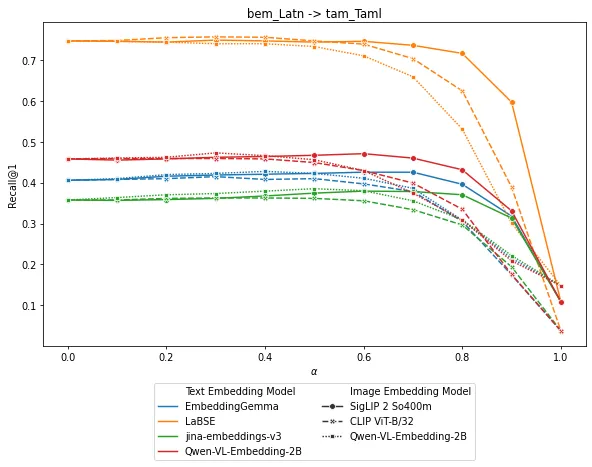 bem_Latn -> tam_Taml
Recall@1
0.7
0.6
0.5
0.4
0.3
0.2
0.1
0.0 0.2 0.4 0.6 0.8 1.0
α
Text Embedding Model
EmbeddingGemma
LaBSE
jina-embeddings-v3
Qwen-VL-Embedding-2B
Image Embedding Model
SigLIP 2 So400m
CLIP ViT-B/32
Qwen-VL-Embedding-2B